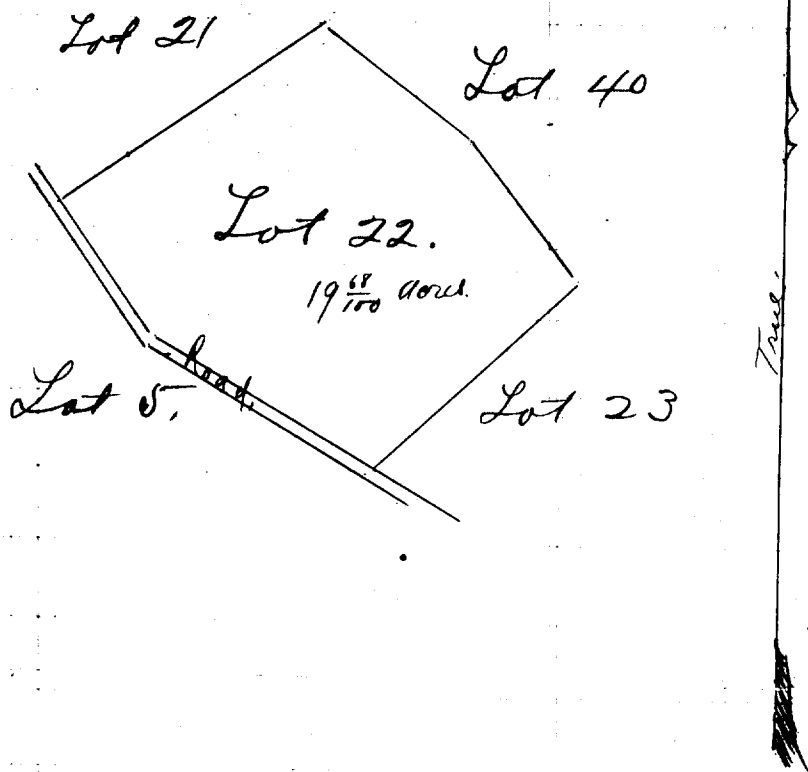 Lot 21
Lot 40
Lot 22.
19 68/100 Acres.
Road.
Lot 5.
Lot 23
True.